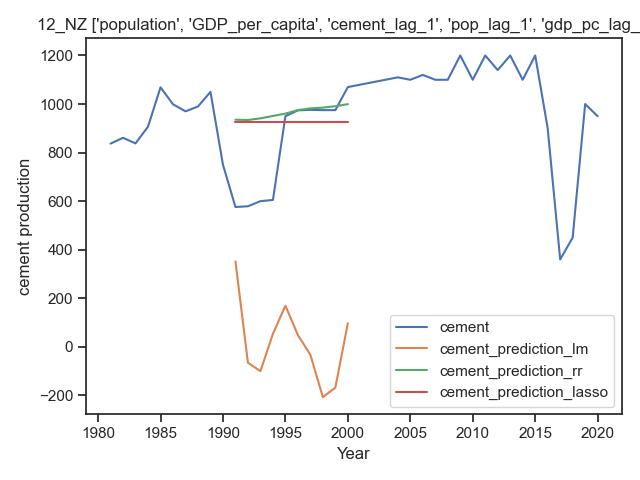 12_NZ ['population', 'GDP_per_capita', 'cement_lag_1', 'pop_lag_1', 'gdp_pc_lag_
cement production
1200
1000
800
600
400
200
0
−200
cement
cement_prediction_lm
cement_prediction_rr
cement_prediction_lasso
1980 1985 1990 1995 2000 2005 2010 2015 2020
Year